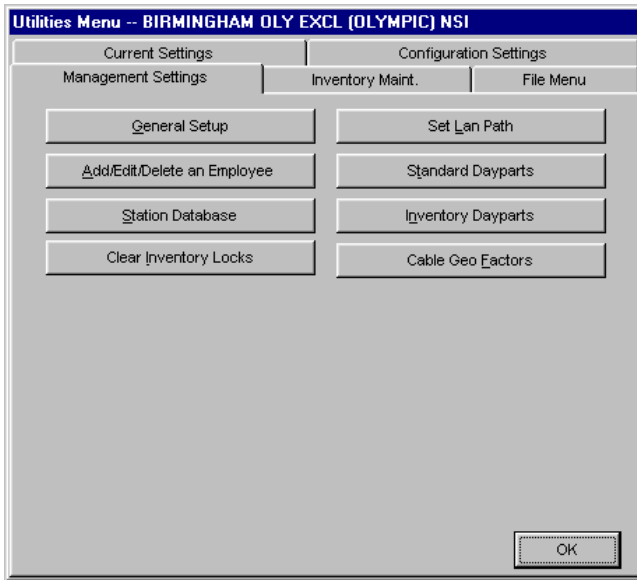 Utilities Menu -- BIRMINGHAM OLY EXCL (OLYMPIC) NSI
Current Settings
Configuration Settings
Management Settings
Inventory Maint.
File Menu
General Setup
Set Lan Path
Add/Edit/Delete an Employee
Standard Dayparts
Station Database
Inventory Dayparts
Clear Inventory Locks
Cable Geo Factors
OK